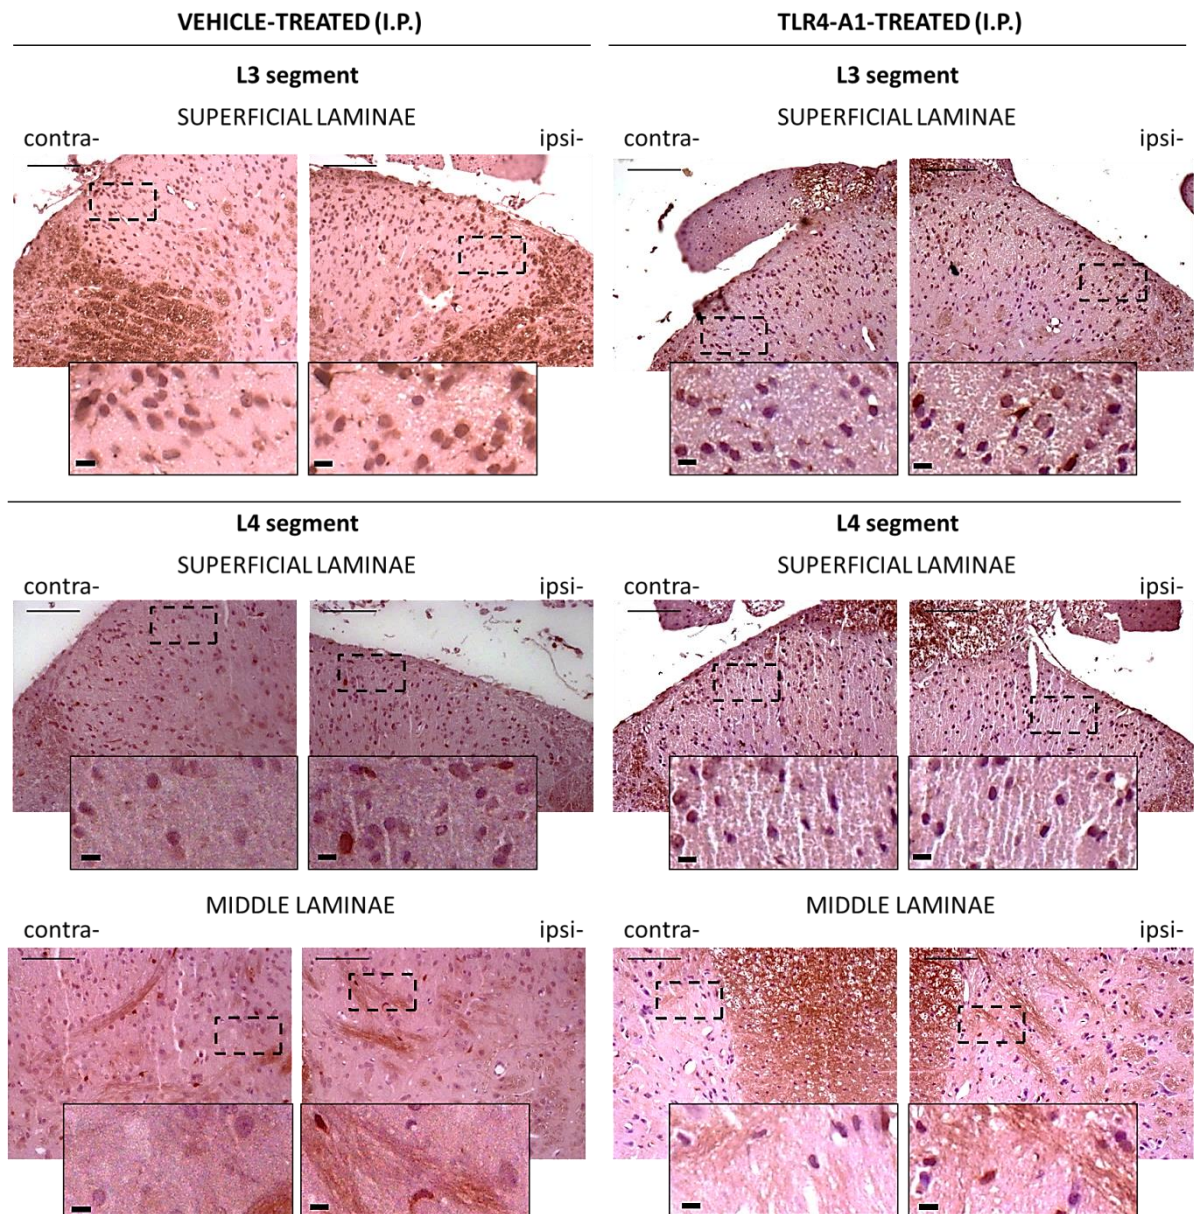 VEHICLE-TREATED (I.P.)
TLR4-A1-TREATED (I.P.)
L3 segment
L3 segment
SUPERFICIAL LAMINAE
SUPERFICIAL LAMINAE
contra-
ipsi-
contra-
ipsi-
L4 segment
L4 segment
SUPERFICIAL LAMINAE
SUPERFICIAL LAMINAE
contra-
ipsi-
contra-
ipsi-
MIDDLE LAMINAE
MIDDLE LAMINAE
contra-
ipsi-
contra-
ipsi-